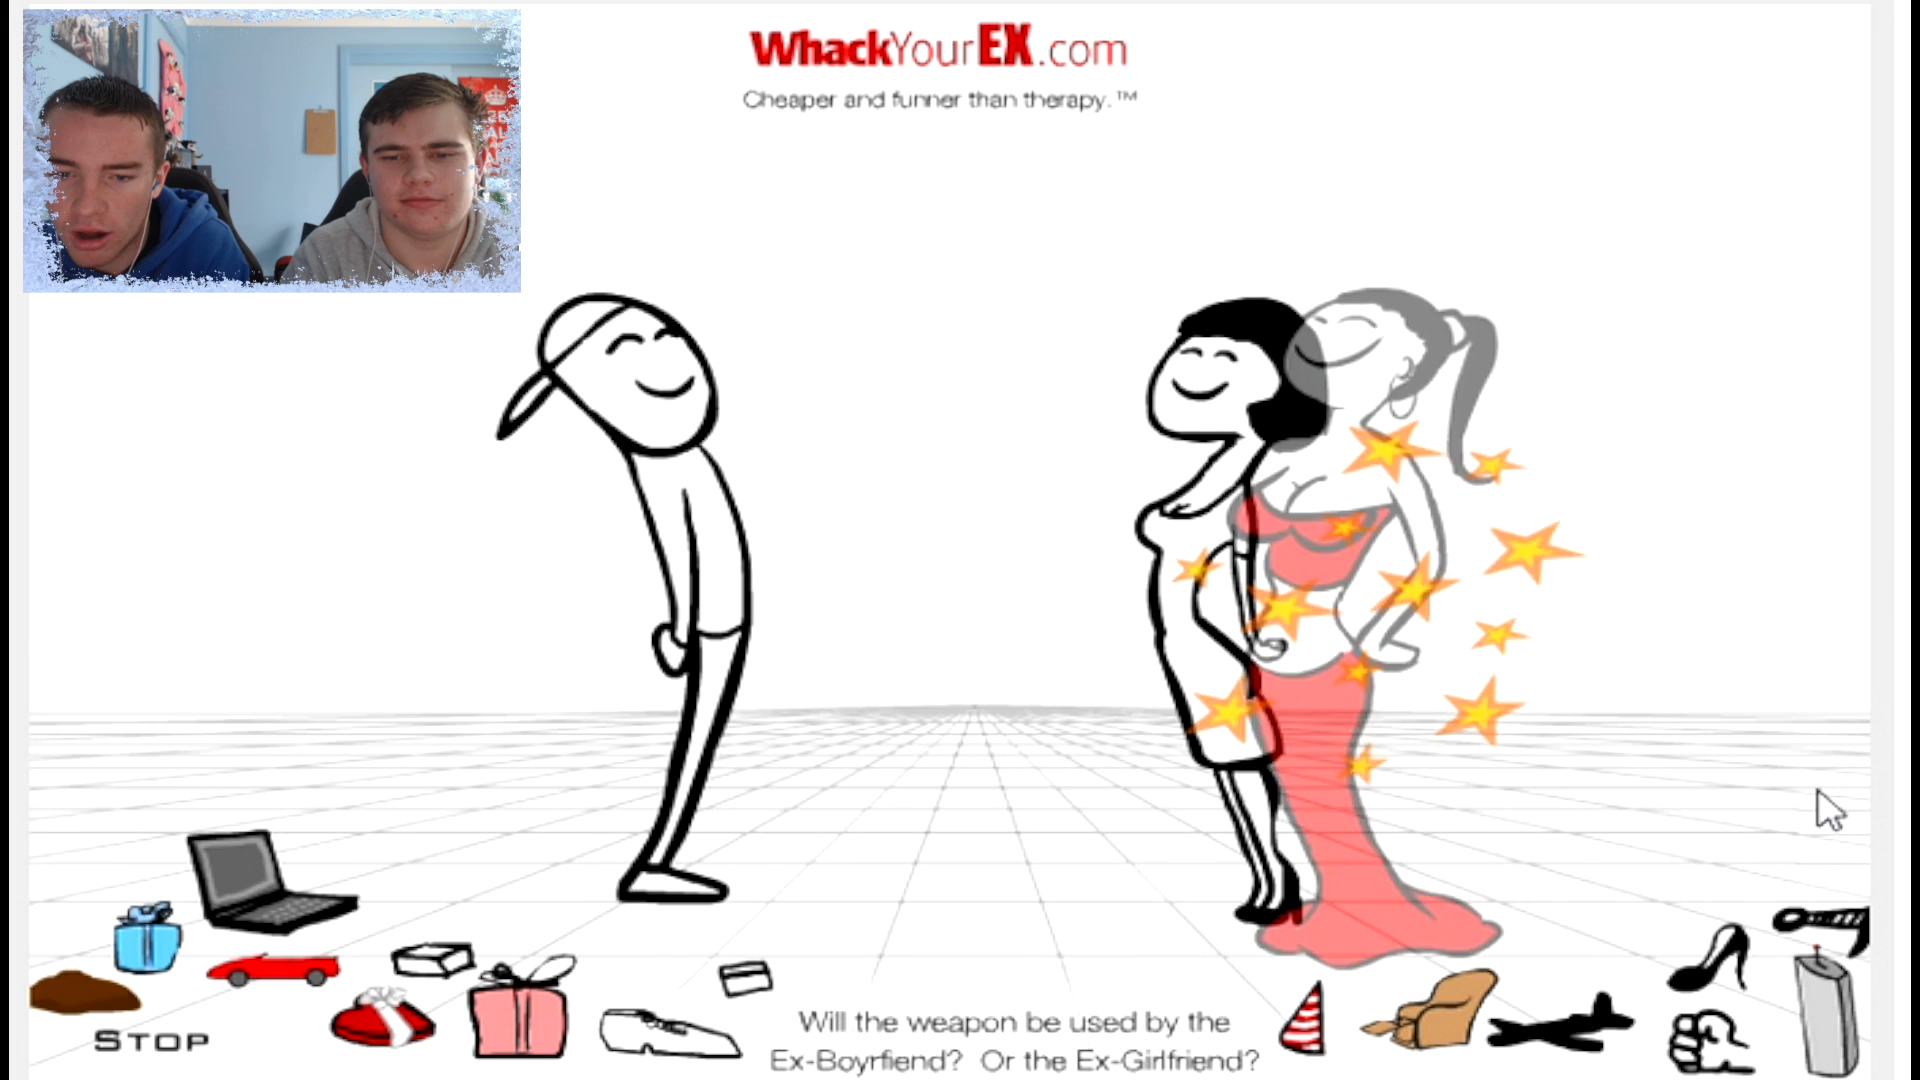 WhackYourEX.com
Cheaper and funner than therapy.™
STOP
Will the weapon be used by the
Ex-Boyrfiend? Or the Ex-Girlfriend?